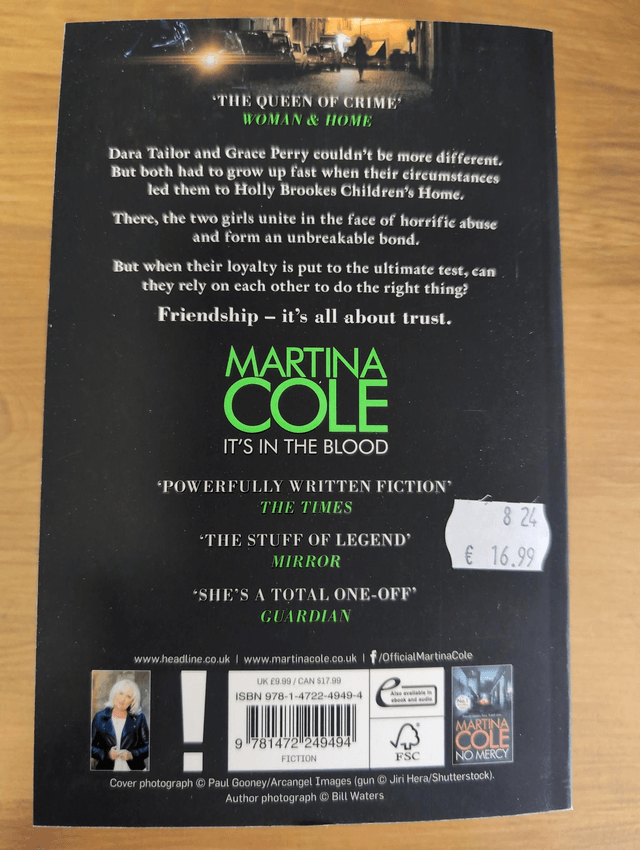 ‘THE QUEEN OF CRIME’
WOMAN & HOME
Dara Tailor and Grace Perry couldn’t be more different.
But both had to grow up fast when their circumstances
led them to Holly Brookes Children’s Home.
There, the two girls unite in the face of horrific abuse
and form an unbreakable bond.
But when their loyalty is put to the ultimate test, can
they rely on each other to do the right thing?
Friendship – it’s all about trust.
MARTINA
COLE
IT’S IN THE BLOOD
‘POWERFULLY WRITTEN FICTION’
THE TIMES
8 24
€ 16.99
‘THE STUFF OF LEGEND’
MIRROR
‘SHE’S A TOTAL ONE-OFF’
GUARDIAN
www.headline.co.uk | www.martinacole.co.uk | f /OfficialMartinaCole
UK £9.99 / CAN $17.99
ISBN 978-1-4722-4949-4
9 781472 249494
FICTION
Also available in
ebook and audio
FSC
MARTINA
COLE
NO MERCY
Cover photograph © Paul Gooney/Arcangel Images (gun © Jiri Hera/Shutterstock).
Author photograph © Bill Waters